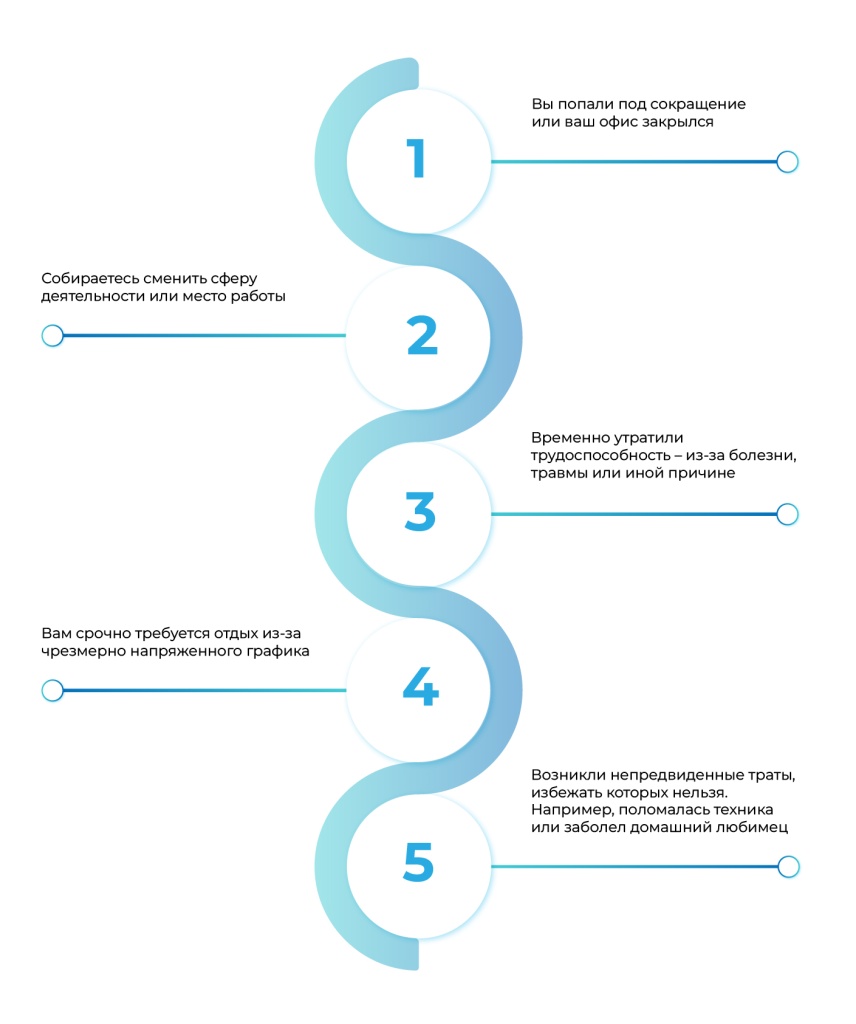 1
Вы попали под сокращение
или ваш офис закрылся
2
Собираетесь сменить сферу
деятельности или место работы
3
Временно утратили
трудоспособность – из-за болезни,
травмы или иной причине
4
Вам срочно требуется отдых из-за
чрезмерно напряженного графика
5
Возникли непредвиденные траты,
избежать которых нельзя.
Например, поломалась техника
или заболел домашний любимец